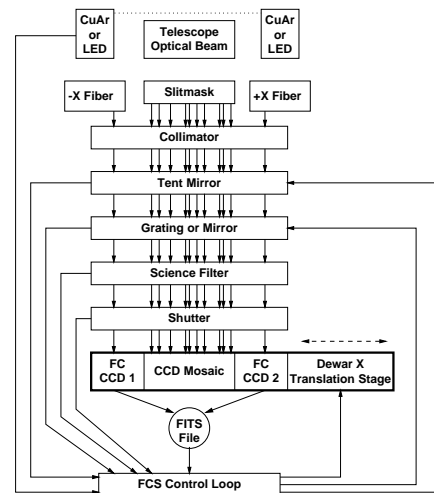 CuAr
or
LED
Telescope
Optical Beam
CuAr
or
LED
-X Fiber
Slitmask
+X Fiber
Collimator
Tent Mirror
Grating or Mirror
Science Filter
Shutter
FC
CCD 1
CCD Mosaic
FC
CCD 2
Dewar X
Translation Stage
FITS
File
FCS Control Loop